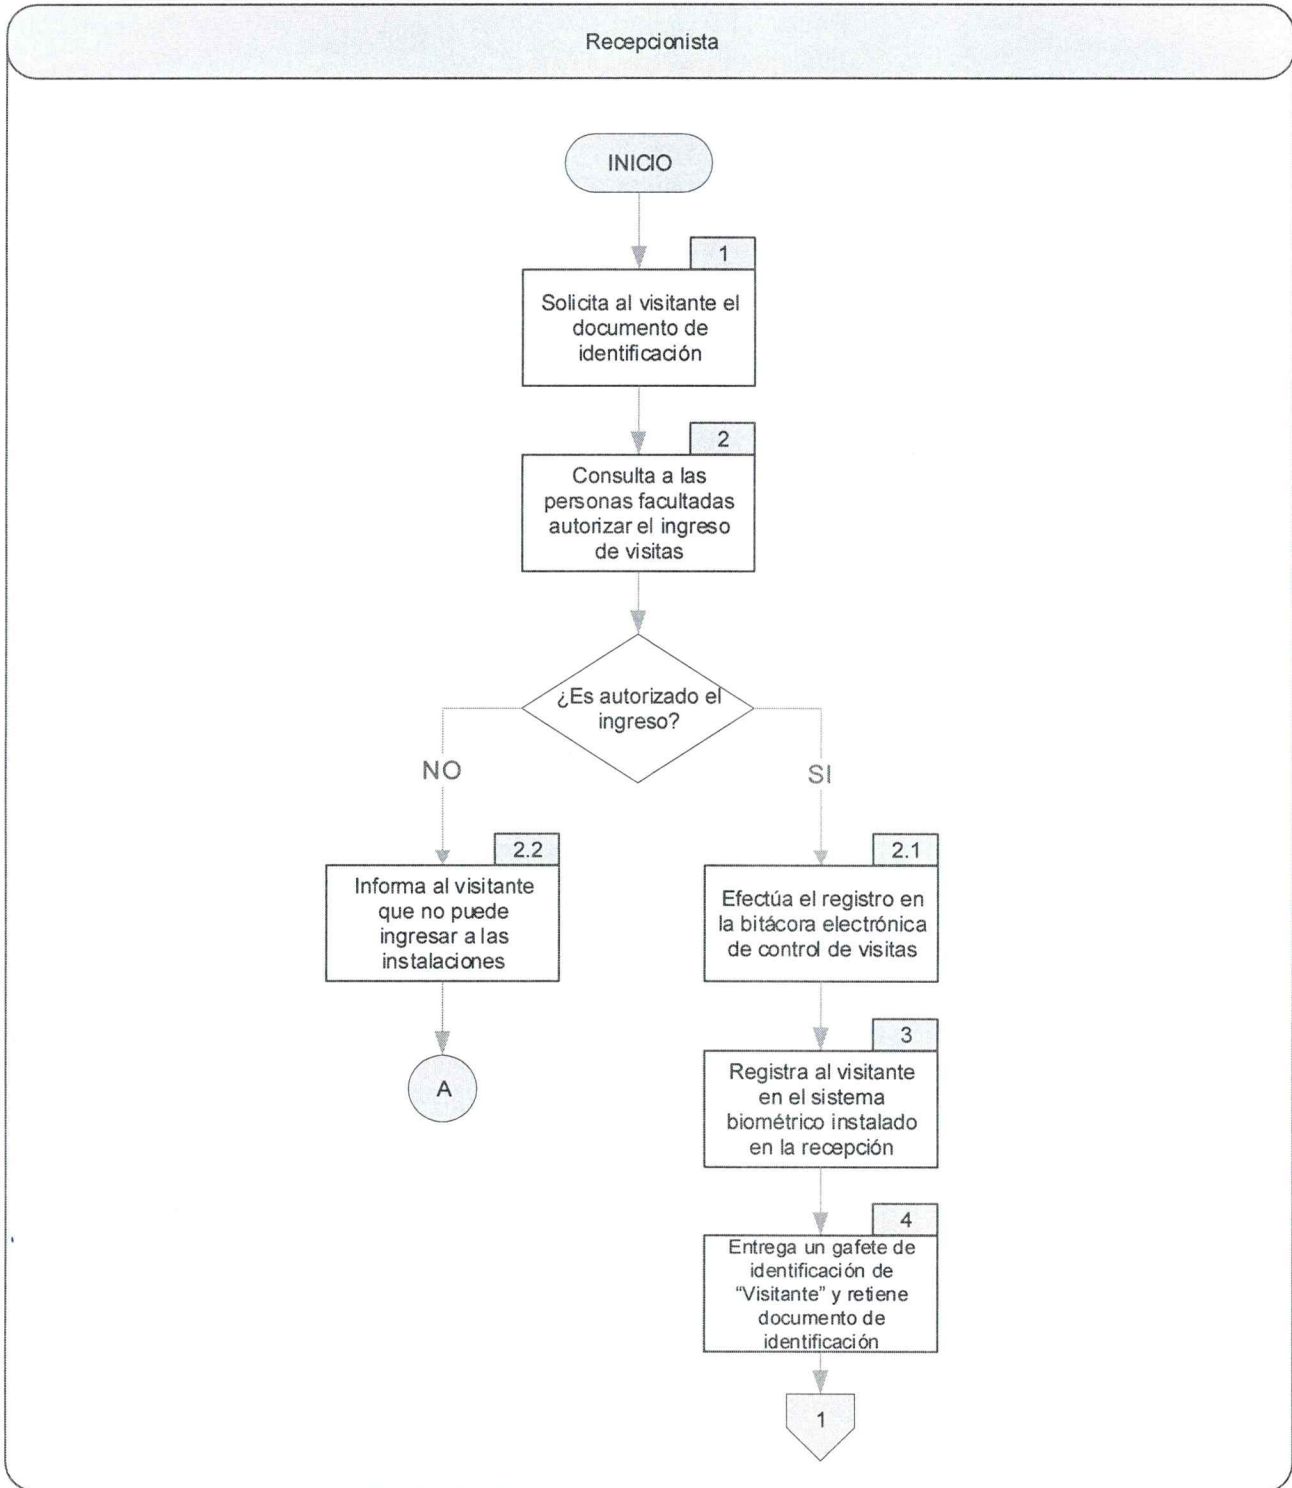 Recepcionista
INICIO
1
Solicita al visitante el
documento de
identificación
2
Consulta a las
personas facultadas
autorizar el ingreso
de visitas
¿Es autorizado el
ingreso?
NO
SI
2.2
Informa al visitante
que no puede
ingresar a las
instalaciones
A
2.1
Efectúa el registro en
la bitácora electrónica
de control de visitas
3
Registra al visitante
en el sistema
biométrico instalado
en la recepción
4
Entrega un gafete de
identificación de
“Visitante” y retiene
documento de
identificación
1